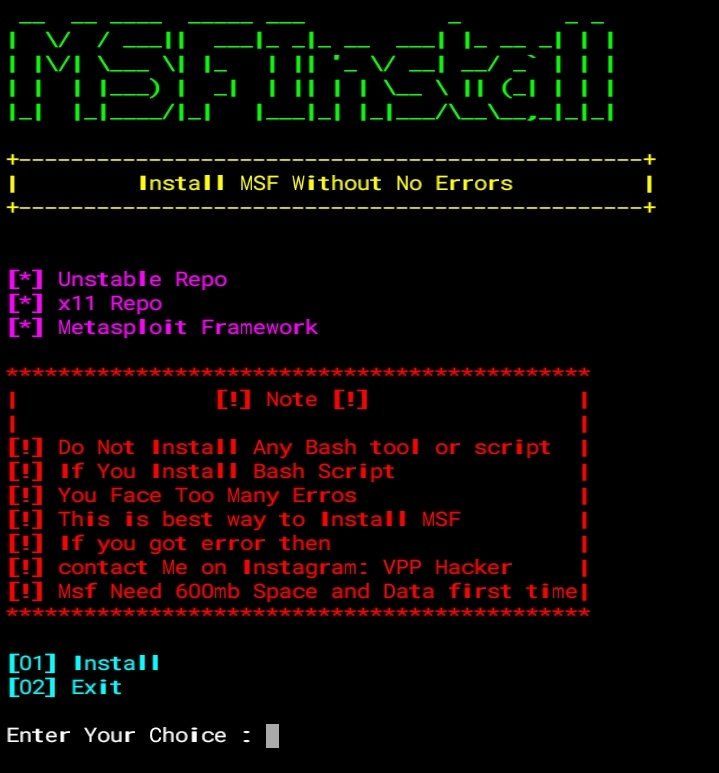 MSFInstall
Install MSF Without No Errors
[*] Unstable Repo
[*] x11 Repo
[*] Metasploit Framework
[!] Note [!]
[!] Do Not Install Any Bash tool or script
[!] If You Install Bash Script
[!] You Face Too Many Erros
[!] This is best way to Install MSF
[!] If you got error then
[!] contact Me on Instagram: VPP Hacker
[!] Msf Need 600mb Space and Data first time
[01] Install
[02] Exit
Enter Your Choice :